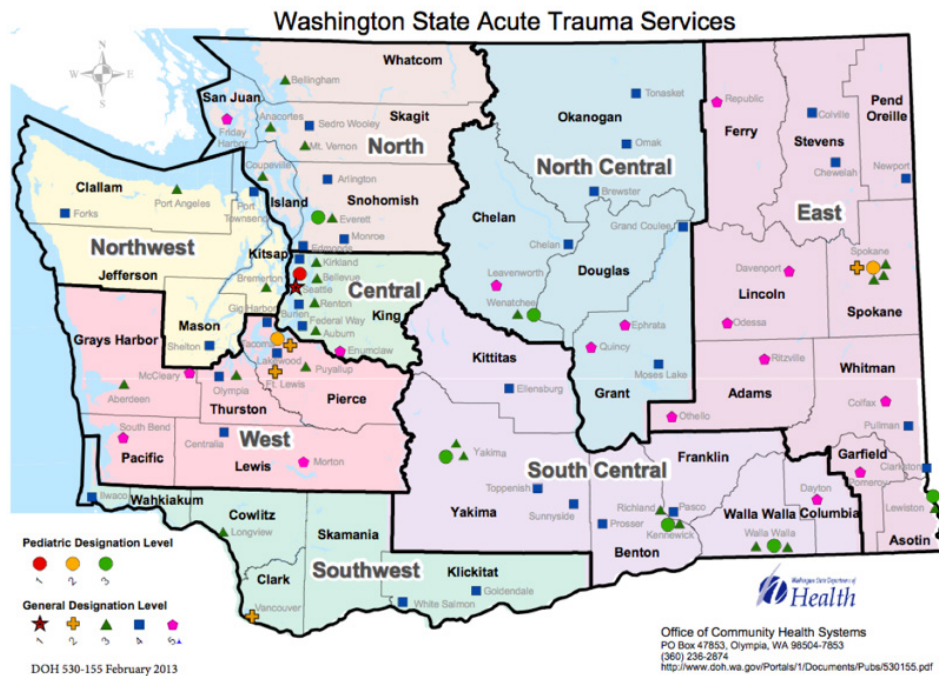 Washington State Acute Trauma Services
N
W
E
S
Whatcom
San Juan
Bellingham
Friday
Harbor
Anacortes
Sedro Wooley
Skagit
Mt. Vernon
North
Coupeville
Arlington
Island
Snohomish
Everett
Monroe
Edmonds
Clallam
Port Angeles
Port
Townsend
Forks
Northwest
Jefferson
Kitsap
Bremerton
Mason
Shelton
Gig Harbor
Kirkland
Bellevue
Seattle
Central
Renton
Burien
King
Federal Way
Auburn
Enumclaw
Grays Harbor
McCleary
Aberdeen
Olympia
Thurston
Tacoma
Lakewood
Ft. Lewis
Puyallup
Pierce
South Bend
Pacific
West
Centralia
Lewis
Morton
Ilwaco
Wahkiakum
Cowlitz
Longview
Skamania
Clark
Vancouver
Southwest
Klickitat
Goldendale
White Salmon
Tonasket
Okanogan
Omak
North Central
Brewster
Chelan
Chelan
Grand Coulee
Douglas
Leavenworth
Wenatchee
Ephrata
Quincy
Moses Lake
Grant
Kittitas
Ellensburg
Yakima
South Central
Toppenish
Yakima
Sunnyside
Prosser
Benton
Richland
Pasco
Kennewick
Franklin
Walla Walla
Walla Walla
Dayton
Columbia
Republic
Ferry
Colville
Stevens
Chewelah
Pend
Oreille
Newport
East
Davenport
Lincoln
Odessa
Spokane
Spokane
Ritzville
Adams
Othello
Whitman
Colfax
Pullman
Garfield
Pomeroy
Clarkston
Lewiston
Asotin
Pediatric Designation Level
1 2 3
General Designation Level
1 2 3 4 5
DOH 530-155 February 2013
Washington State Department of
Health
Office of Community Health Systems
PO Box 47853, Olympia, WA 98504-7853
(360) 236-2874
http://www.doh.wa.gov/Portals/1/Documents/Pubs/530155.pdf